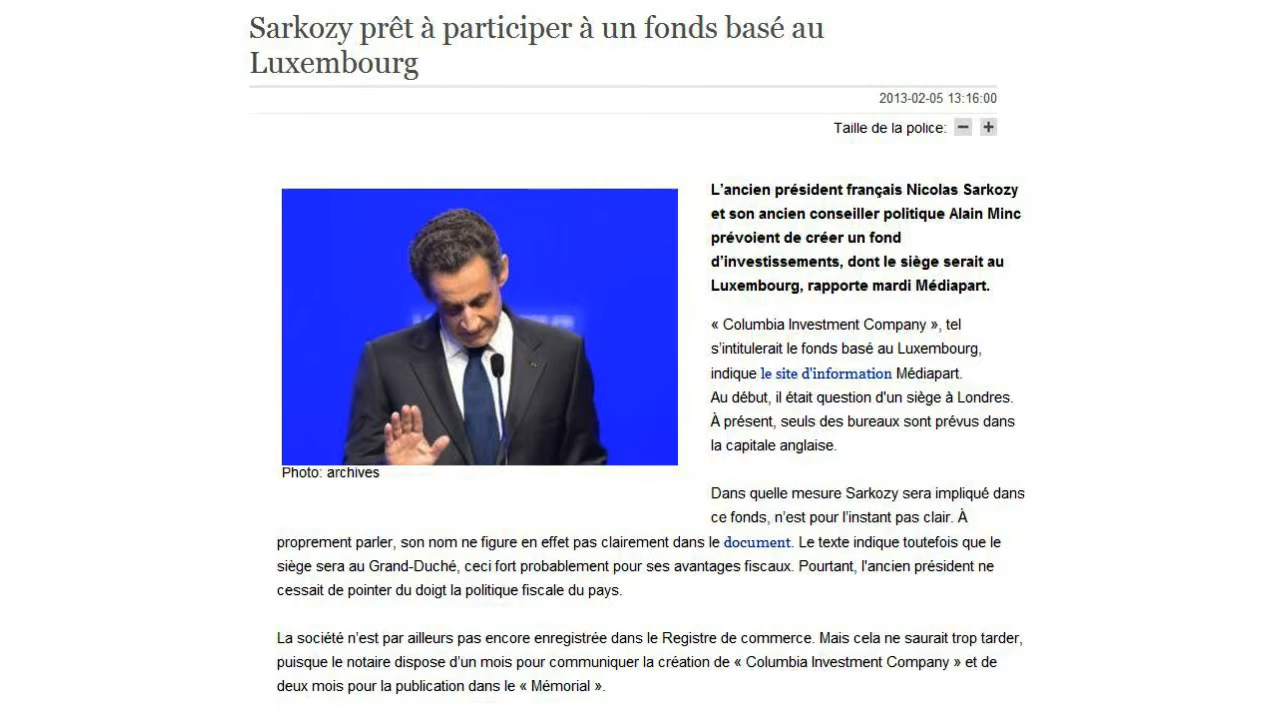 Sarkozy prêt à participer à un fonds basé au
Luxembourg
2013-02-05 13:16:00
Taille de la police: − +
L'ancien président français Nicolas Sarkozy
et son ancien conseiller politique Alain Minc
prévoient de créer un fond
d'investissements, dont le siège serait au
Luxembourg, rapporte mardi Médiapart.
« Columbia Investment Company », tel
s'intitulerait le fonds basé au Luxembourg,
indique le site d'information Médiapart.
Au début, il était question d'un siège à Londres.
À présent, seuls des bureaux sont prévus dans
la capitale anglaise.
Photo: archives
Dans quelle mesure Sarkozy sera impliqué dans
ce fonds, n'est pour l'instant pas clair. À
proprement parler, son nom ne figure en effet pas clairement dans le document. Le texte indique toutefois que le
siège sera au Grand-Duché, ceci fort probablement pour ses avantages fiscaux. Pourtant, l'ancien président ne
cessait de pointer du doigt la politique fiscale du pays.
La société n'est par ailleurs pas encore enregistrée dans le Registre de commerce. Mais cela ne saurait trop tarder,
puisque le notaire dispose d'un mois pour communiquer la création de « Columbia Investment Company » et de
deux mois pour la publication dans le « Mémorial ».